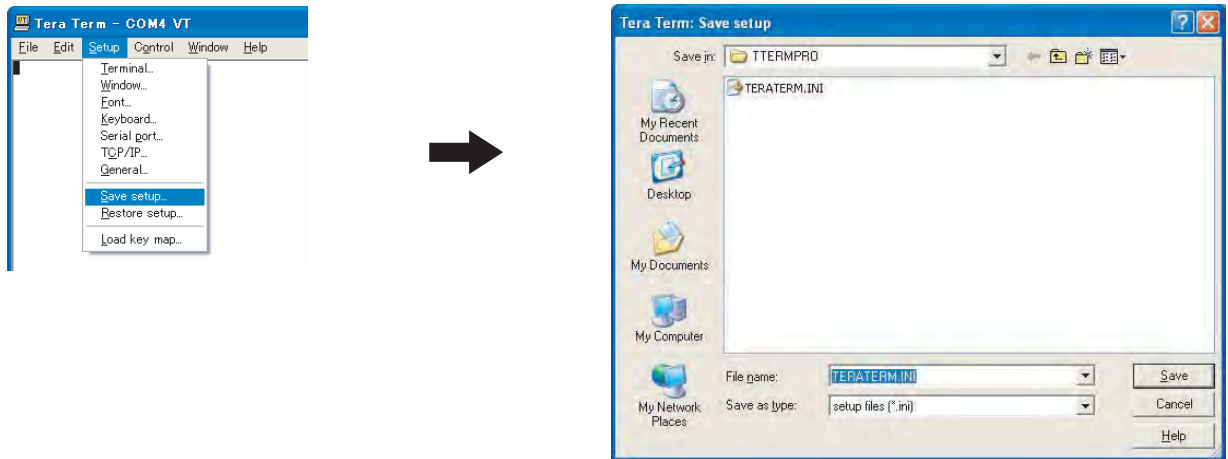 Tera Term - COM4 VT
File Edit Setup Control Window Help
Terminal...
Window...
Font...
Keyboard...
Serial port...
TCP/IP...
General...
Save setup...
Restore setup...
Load key map...
Tera Term: Save setup
Save in: TTERMPRO
TERATERM.INI
My Recent
Documents
Desktop
My Documents
My Computer
My Network
Places
File name: TERATERM.INI Save
Save as type: setup files (*.ini) Cancel
Help